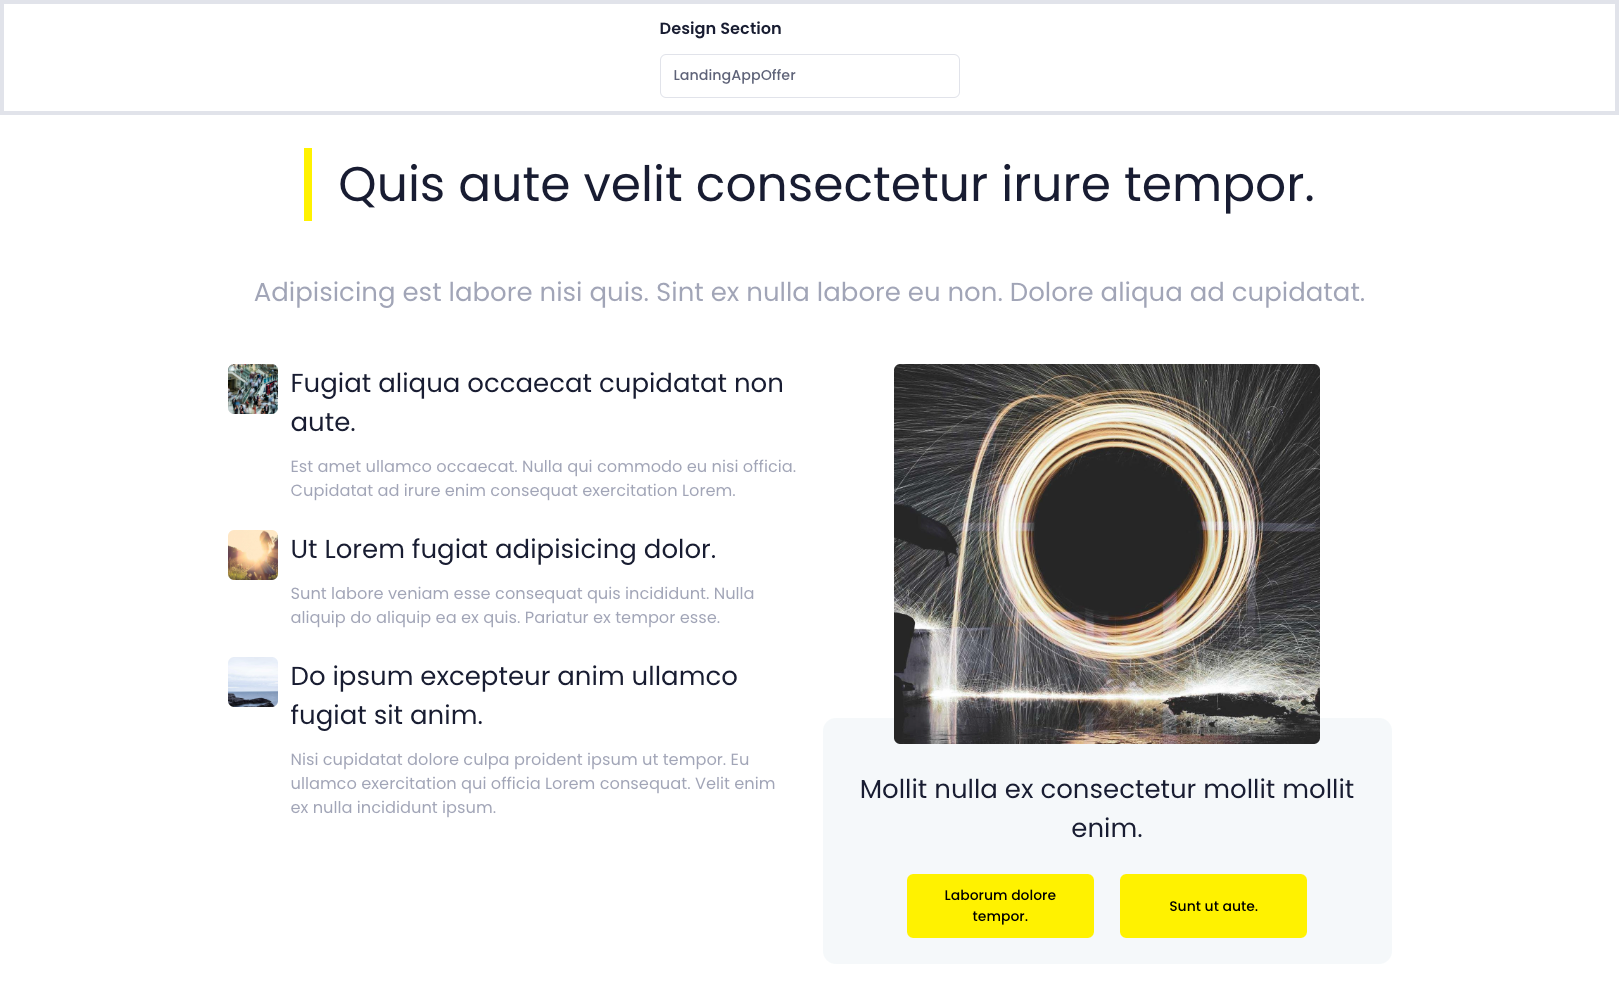 Design Section
LandingAppOffer
Quis aute velit consectetur irure tempor.
Adipisicing est labore nisi quis. Sint ex nulla labore eu non. Dolore aliqua ad cupidatat.
Fugiat aliqua occaecat cupidatat non
aute.
Est amet ullamco occaecat. Nulla qui commodo eu nisi officia.
Cupidatat ad irure enim consequat exercitation Lorem.
Ut Lorem fugiat adipisicing dolor.
Sunt labore veniam esse consequat quis incididunt. Nulla
aliquip do aliquip ea ex quis. Pariatur ex tempor esse.
Do ipsum excepteur anim ullamco
fugiat sit anim.
Nisi cupidatat dolore culpa proident ipsum ut tempor. Eu
ullamco exercitation qui officia Lorem consequat. Velit enim
ex nulla incididunt ipsum.
Mollit nulla ex consectetur mollit mollit
enim.
Laborum dolore
tempor.
Sunt ut aute.